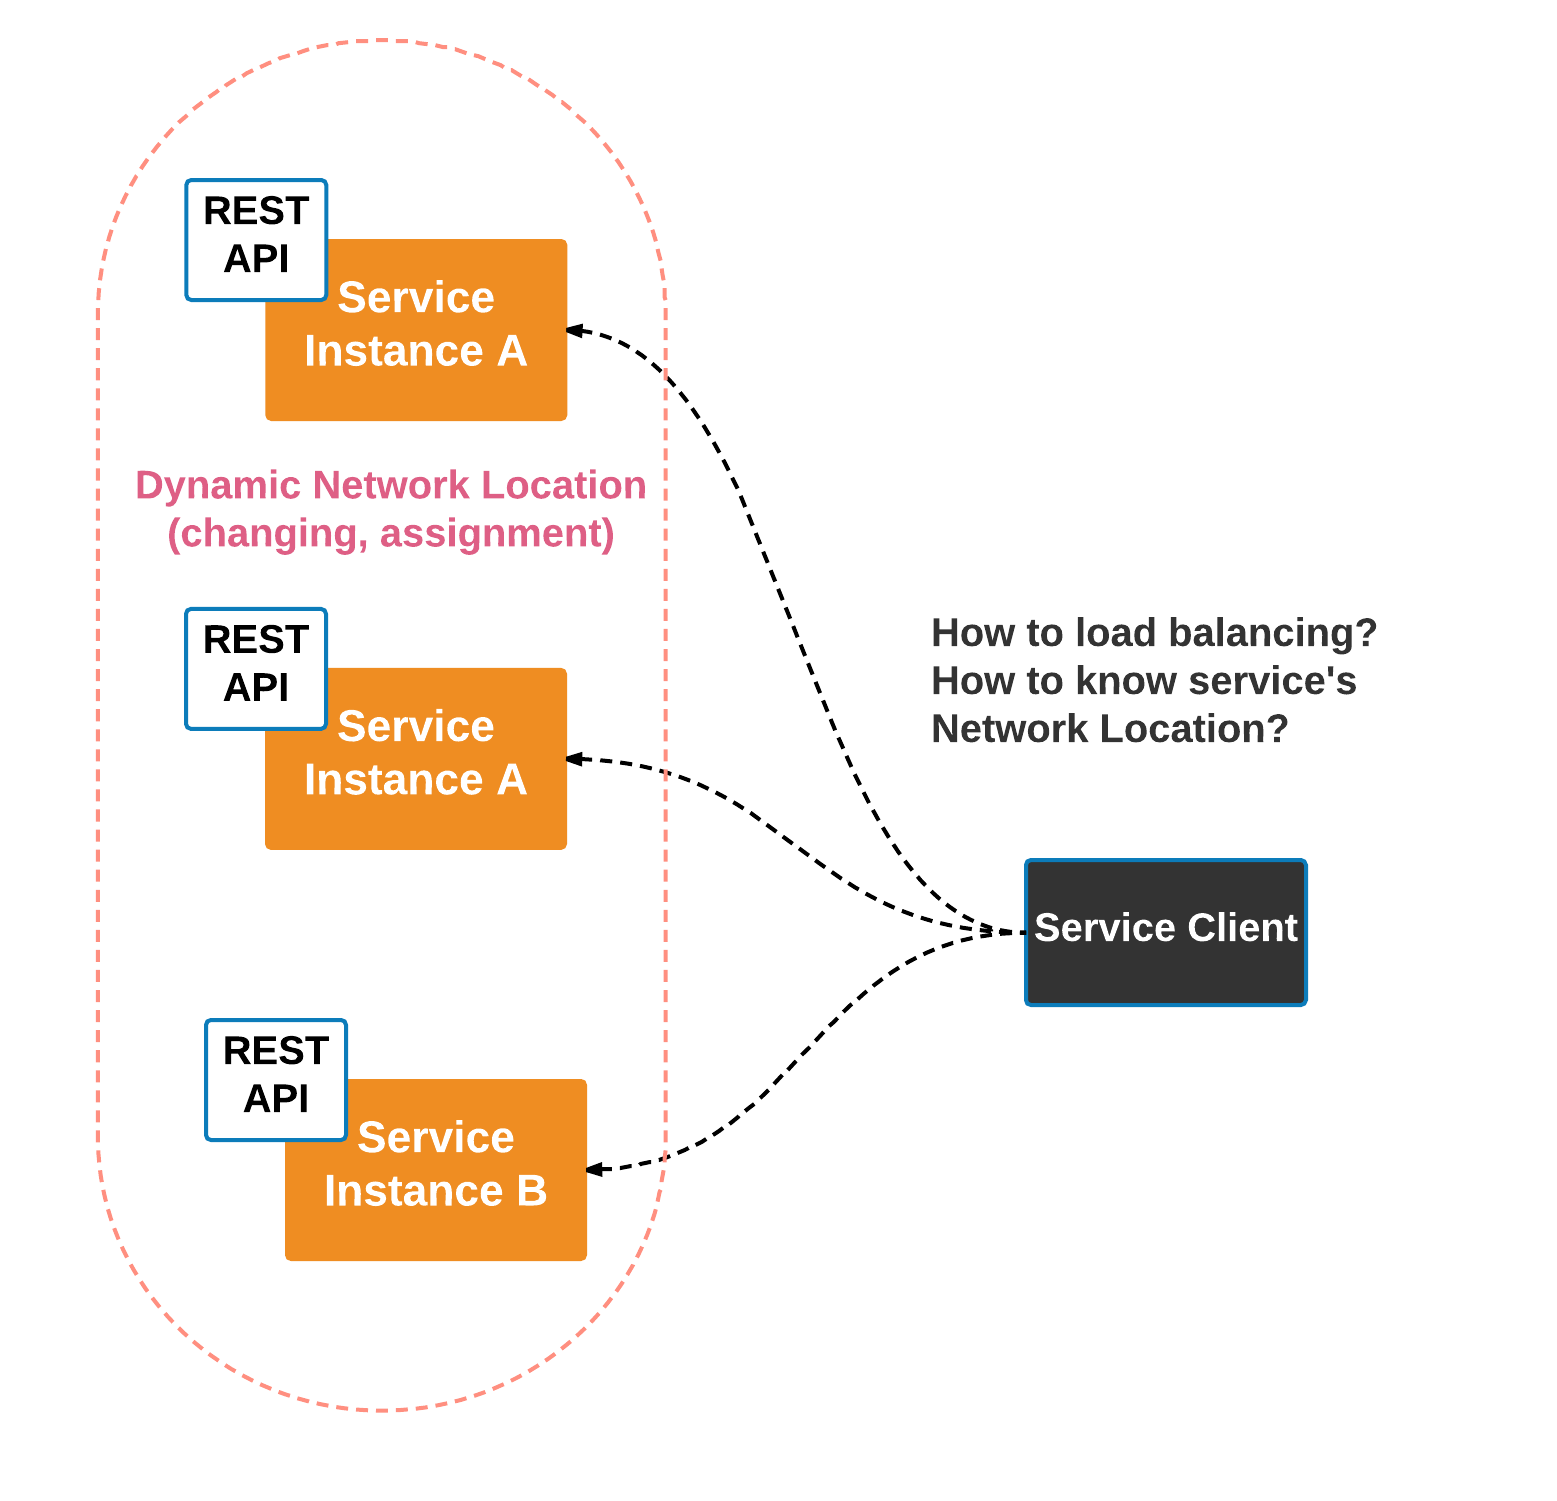 REST
API
Service
Instance A
Dynamic Network Location
(changing, assignment)
REST
API
Service
Instance A
How to load balancing?
How to know service's
Network Location?
Service Client
REST
API
Service
Instance B